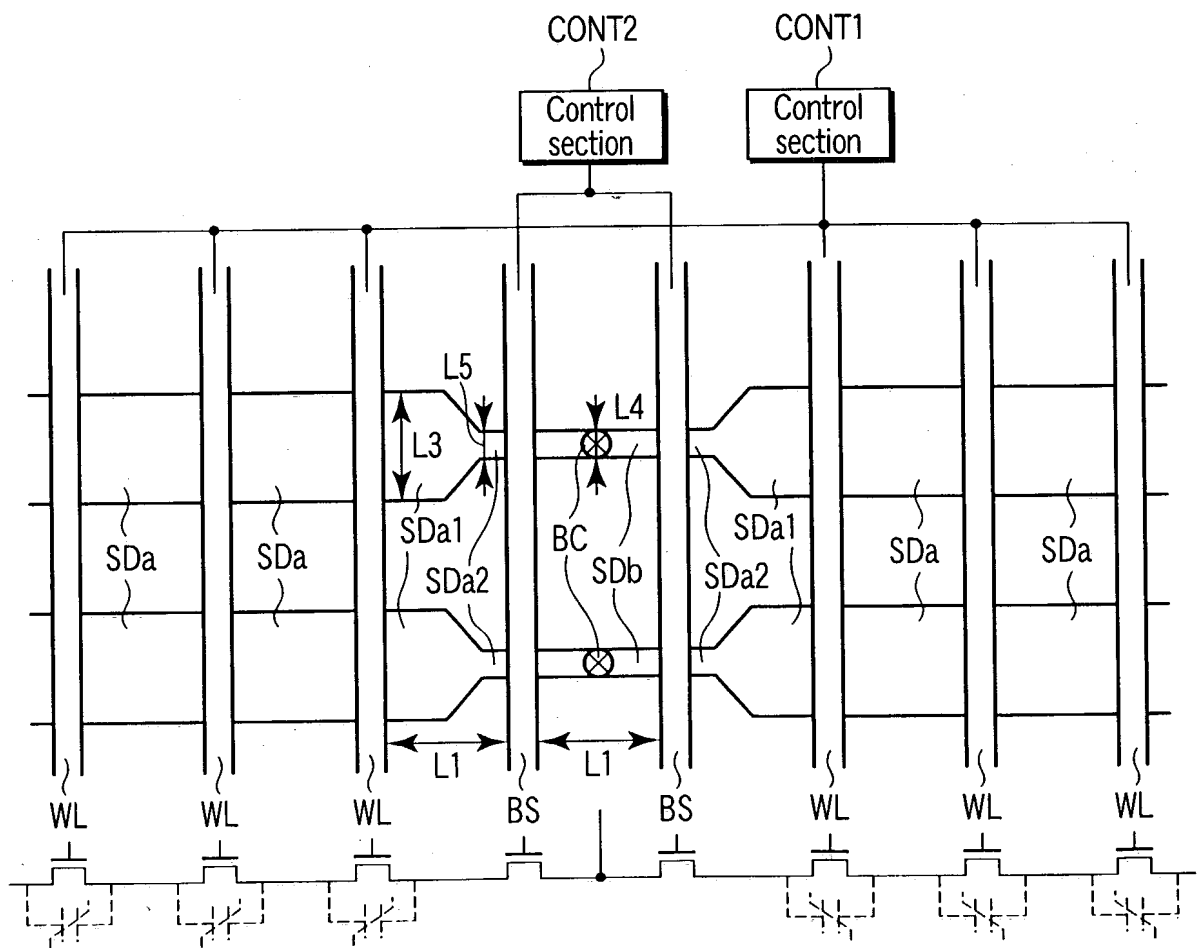 CONT2 CONT1
Control section
Control section
L5
L4
L3
SDa1
BC
SDa1
SDa
SDa
SDa2
SDb
SDa2
SDa
SDa
L1
L1
WL WL WL BS BS WL WL WL